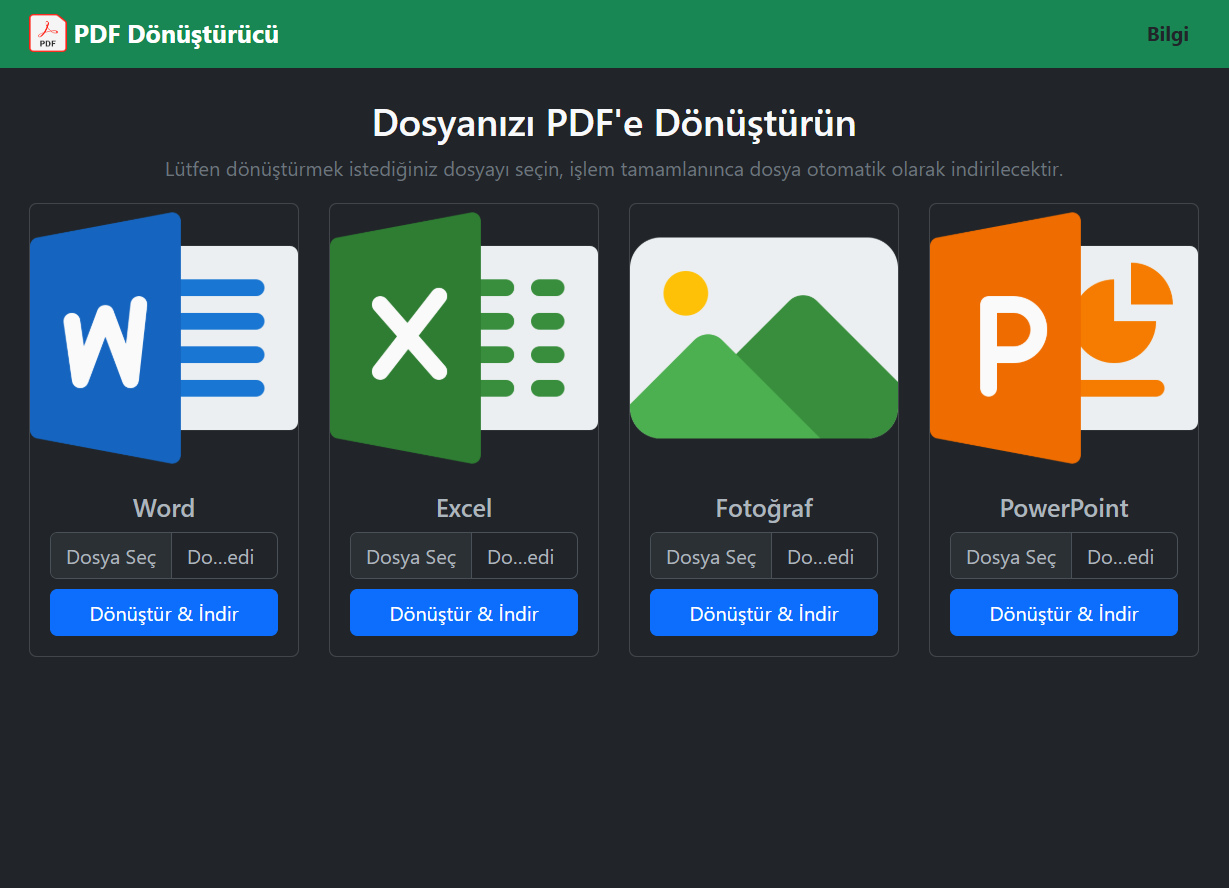 PDF
PDF Dönüştürücü
Bilgi
Dosyanızı PDF'e Dönüştürün
Lütfen dönüştürmek istediğiniz dosyayı seçin, işlem tamamlanınca dosya otomatik olarak indirilecektir.
W
X
P
Word
Excel
Fotoğraf
PowerPoint
Dosya Seç Do...edi
Dosya Seç Do...edi
Dosya Seç Do...edi
Dosya Seç Do...edi
Dönüştür & İndir
Dönüştür & İndir
Dönüştür & İndir
Dönüştür & İndir